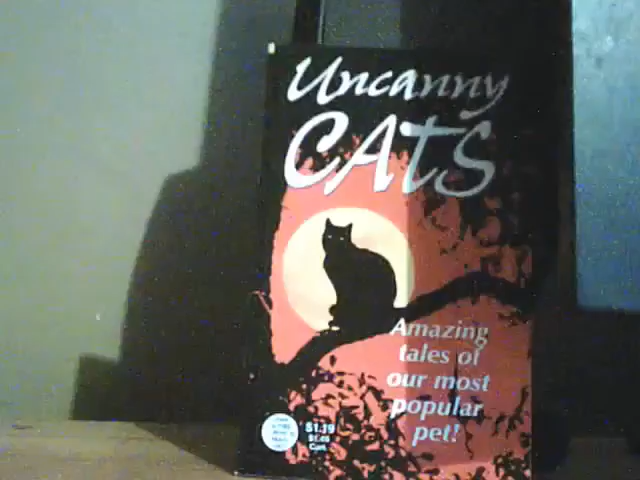 Uncanny
CATS
Amazing
tales of
our most
popular
pet!
$1.19